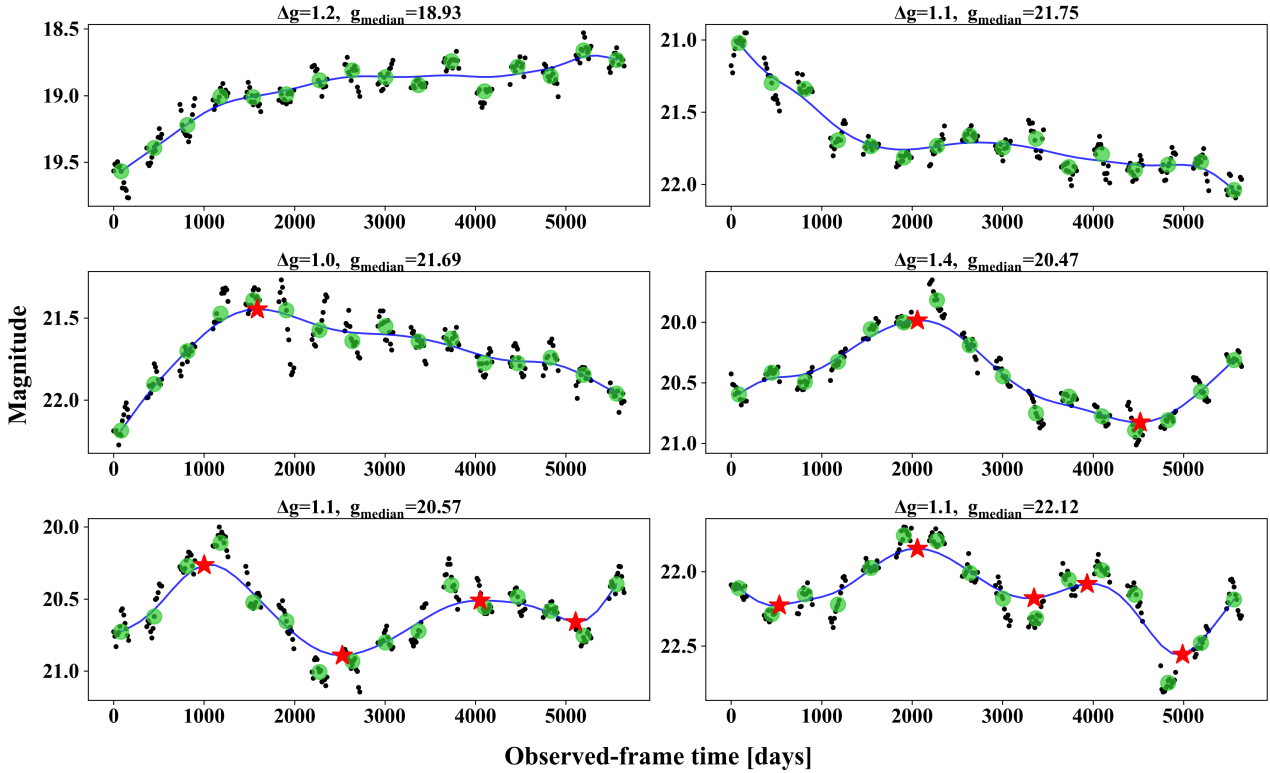 Δg=1.2, g_median=18.93
18.5
19.0
19.5
0 1000 2000 3000 4000 5000
Δg=1.1, g_median=21.75
21.0
21.5
22.0
0 1000 2000 3000 4000 5000
Δg=1.0, g_median=21.69
21.5
22.0
0 1000 2000 3000 4000 5000
Δg=1.4, g_median=20.47
20.0
20.5
21.0
0 1000 2000 3000 4000 5000
Δg=1.1, g_median=20.57
20.0
20.5
21.0
0 1000 2000 3000 4000 5000
Δg=1.1, g_median=22.12
22.0
22.5
0 1000 2000 3000 4000 5000
Magnitude
Observed-frame time [days]